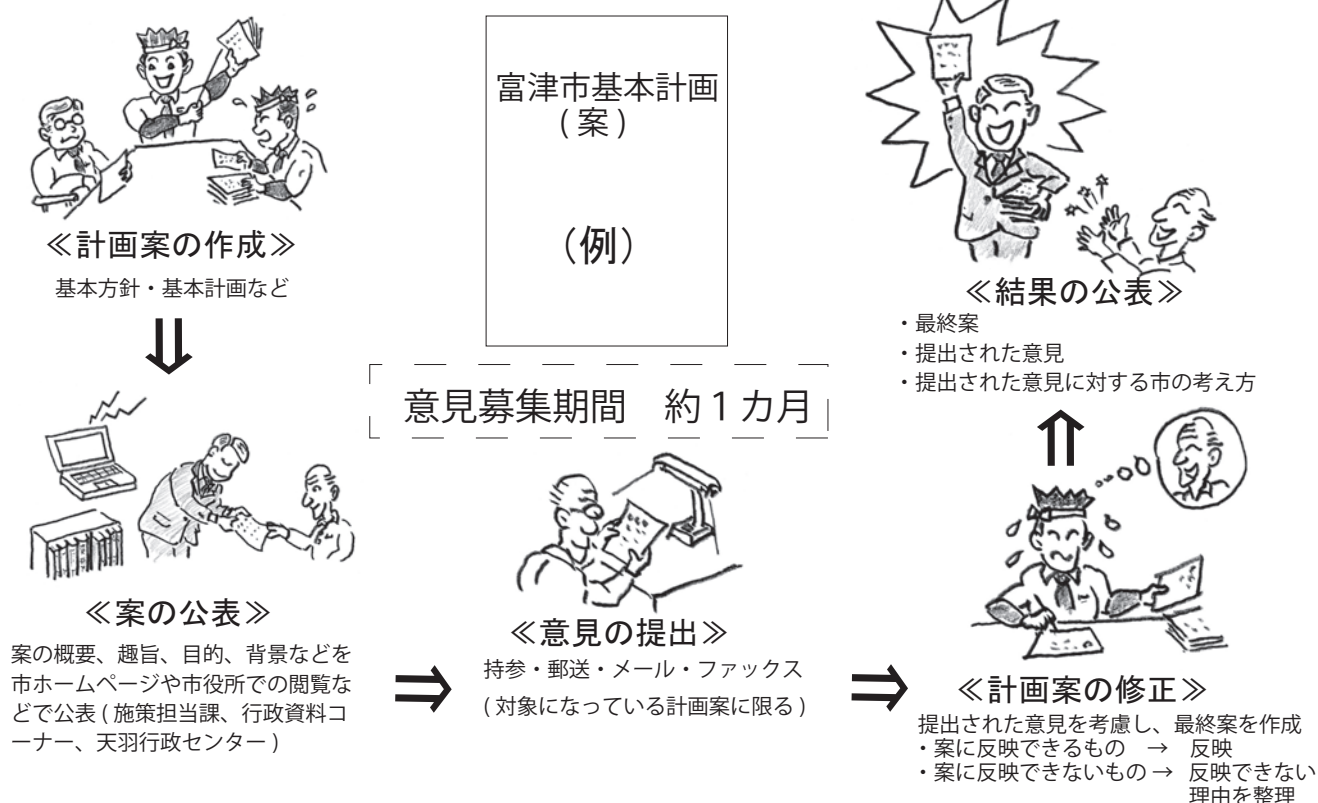 富津市基本計画
(案)
(例)
意見募集期間　約1カ月
≪計画案の作成≫
基本方針・基本計画など
⇓
≪案の公表≫
案の概要、趣旨、目的、背景などを
市ホームページや市役所での閲覧な
どで公表(施策担当課、行政資料コ
ーナー、天羽行政センター)
⇒
≪意見の提出≫
持参・郵送・メール・ファックス
(対象になっている計画案に限る)
⇒
≪計画案の修正≫
提出された意見を考慮し、最終案を作成
・案に反映できるもの　→　反映
・案に反映できないもの→　反映できない
理由を整理
⇑
≪結果の公表≫
・最終案
・提出された意見
・提出された意見に対する市の考え方